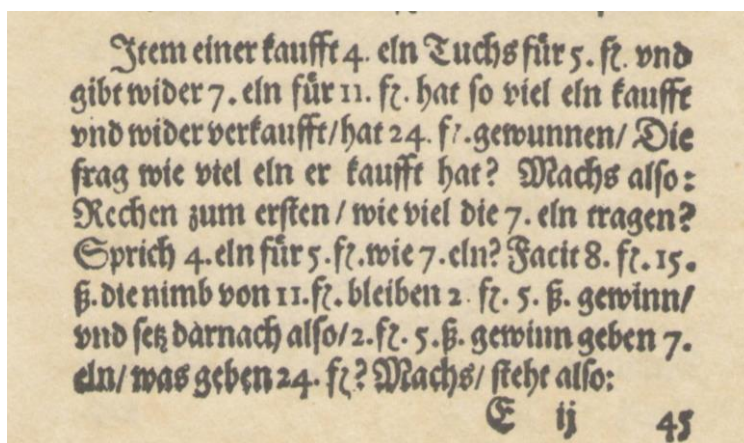 Jtem einer kaufft 4. eln Tuchs für 5. fl. vnd
gibt wider 7. eln für 11. fl. hat so viel eln kaufft
vnd wider verkaufft/hat 24. fl. gewunnen/ Die
frag wie viel eln er kaufft hat? Machs also:
Rechen zum ersten / wie viel die 7. eln tragen?
Sprich 4. eln für 5. fl. wie 7. eln? Facit 8. fl. 15.
ß. die nimb von 11. fl. bleiben 2. fl. 5. ß. gewinn/
vnd setz darnach also/2. fl. 5. ß. gewinn geben 7.
eln/ was geben 24. fl? Machs/ steht also:
E ij 45